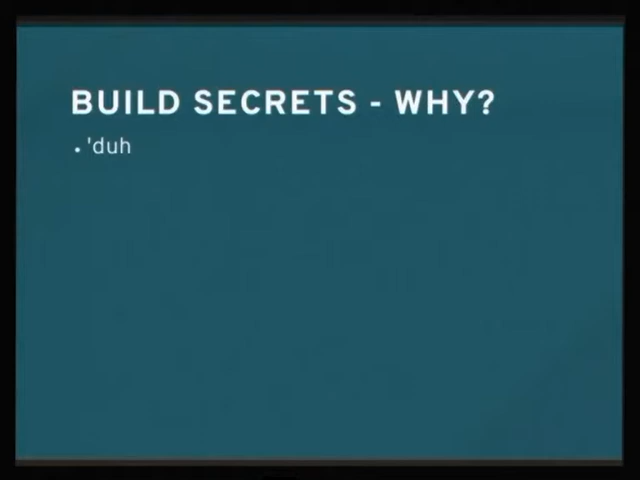 BUILD SECRETS - WHY?
• 'duh